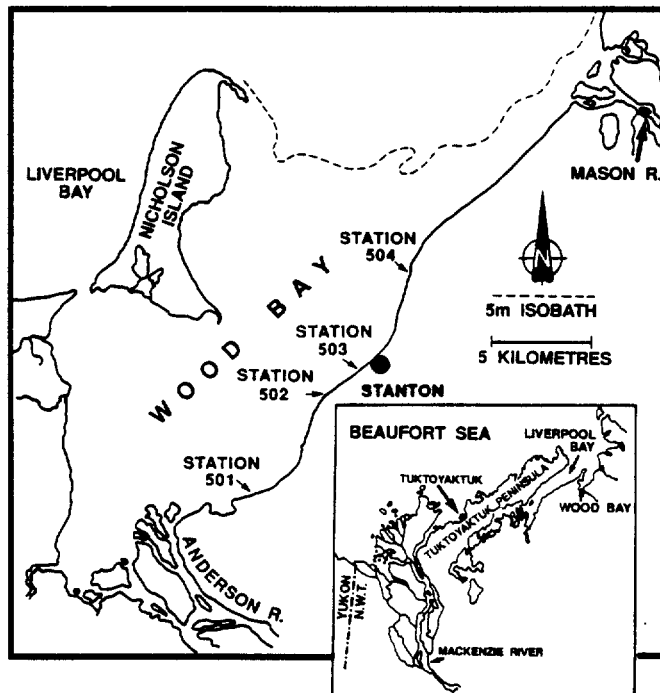 LIVERPOOL
BAY
NICHOLSON
ISLAND
MASON R.
STATION
504
N
WOOD BAY
5m ISOBATH
STATION
503
5 KILOMETRES
STATION
502
STANTON
STATION
501
ANDERSON R.
BEAUFORT SEA
LIVERPOOL
BAY
TUKTOYAKTUK
TUKTOYAKTUK PENINSULA
WOOD BAY
YUKON
N.W.T.
MACKENZIE RIVER